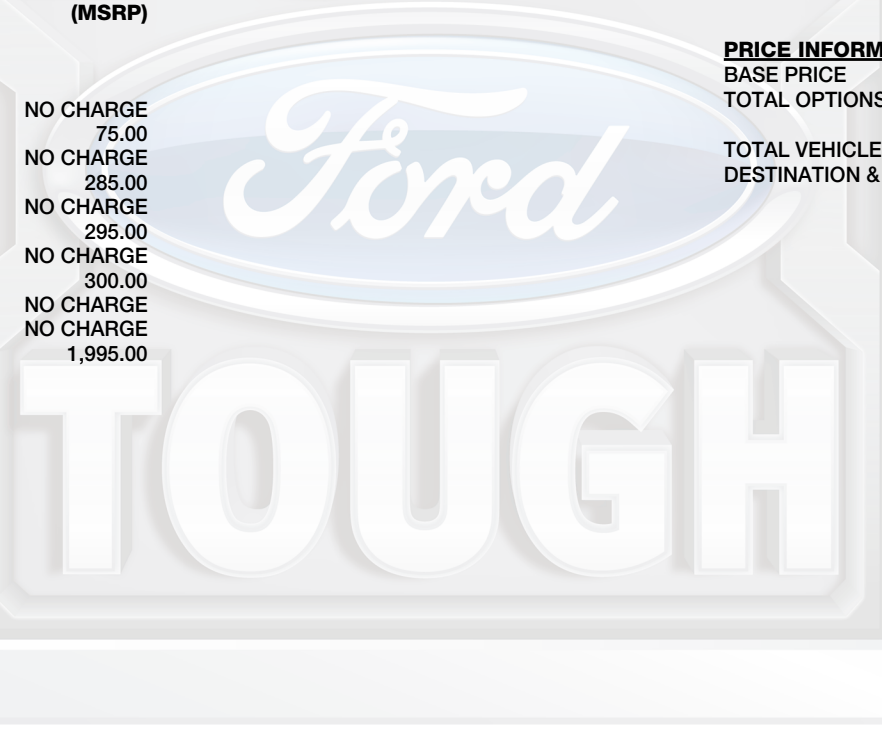 (MSRP)
NO CHARGE
75.00
NO CHARGE
285.00
NO CHARGE
295.00
NO CHARGE
300.00
NO CHARGE
NO CHARGE
1,995.00
PRICE INFORM
BASE PRICE
TOTAL OPTIONS
TOTAL VEHICLE
DESTINATION &
Ford
TOUGH